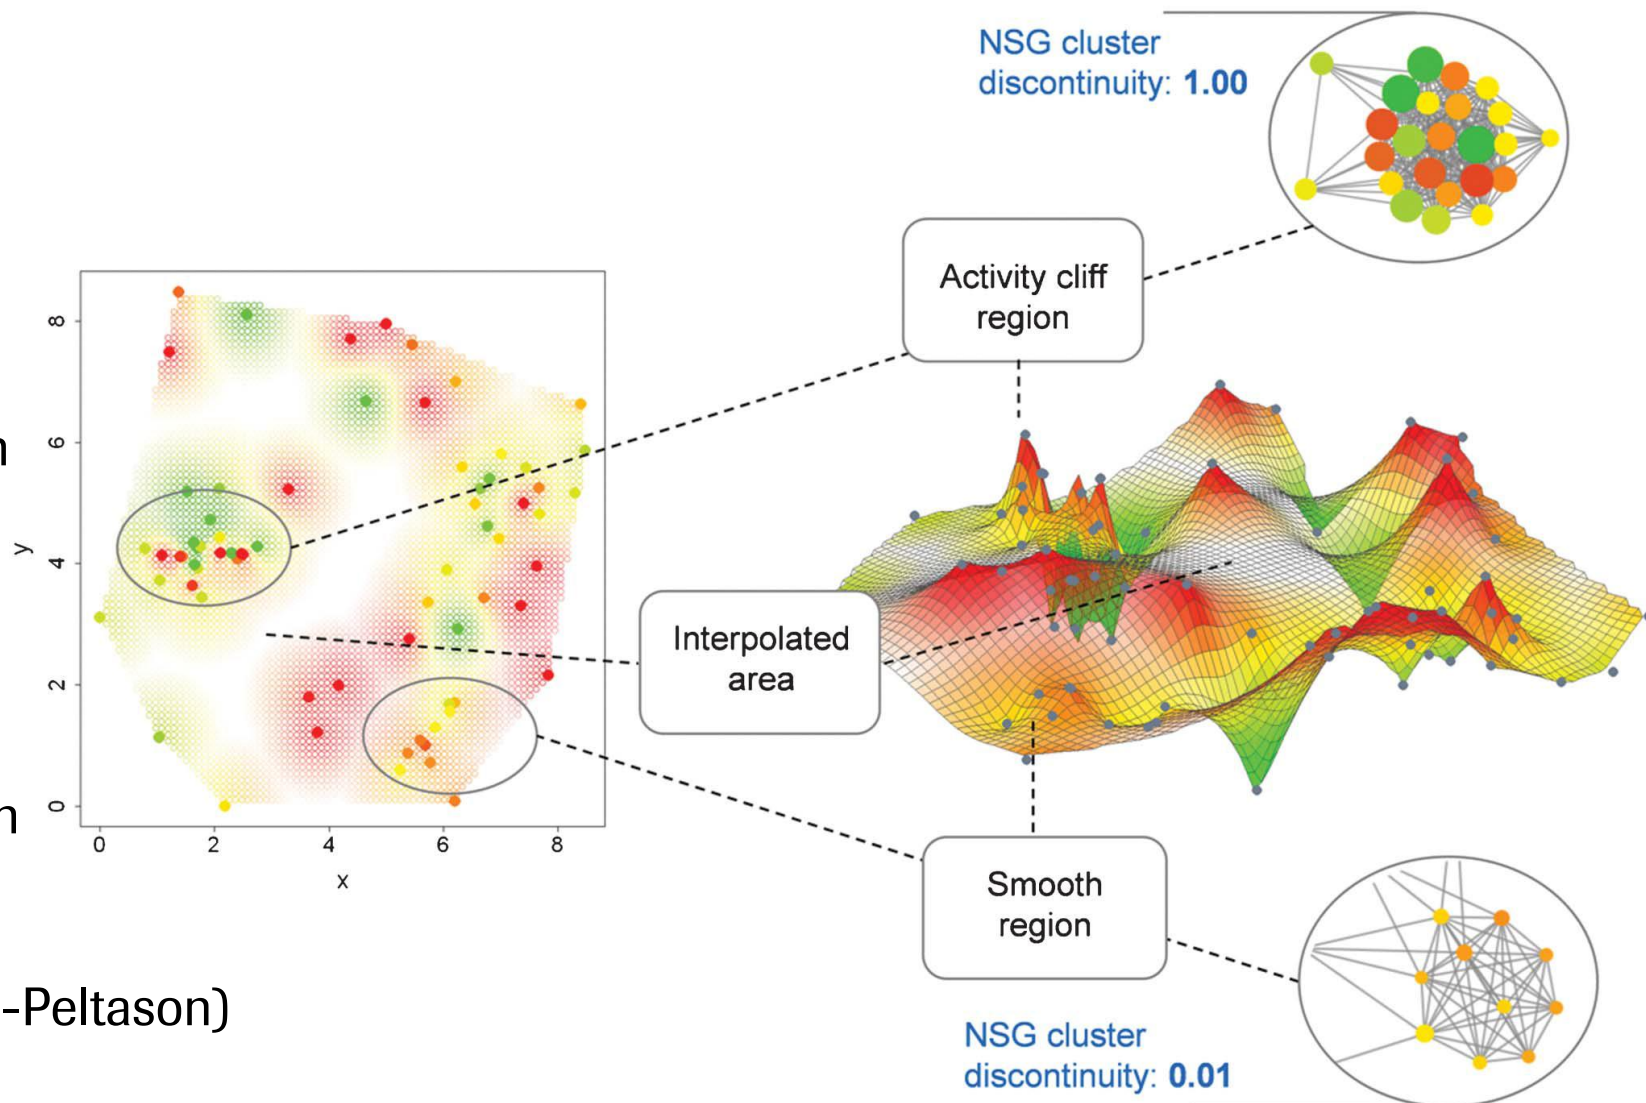 NSG cluster
discontinuity: 1.00
Activity cliff
region
8
6
4
2
0
y
0 2 4 6 8
x
n
Interpolated
area
n
Smooth
region
-Peltason)
NSG cluster
discontinuity: 0.01